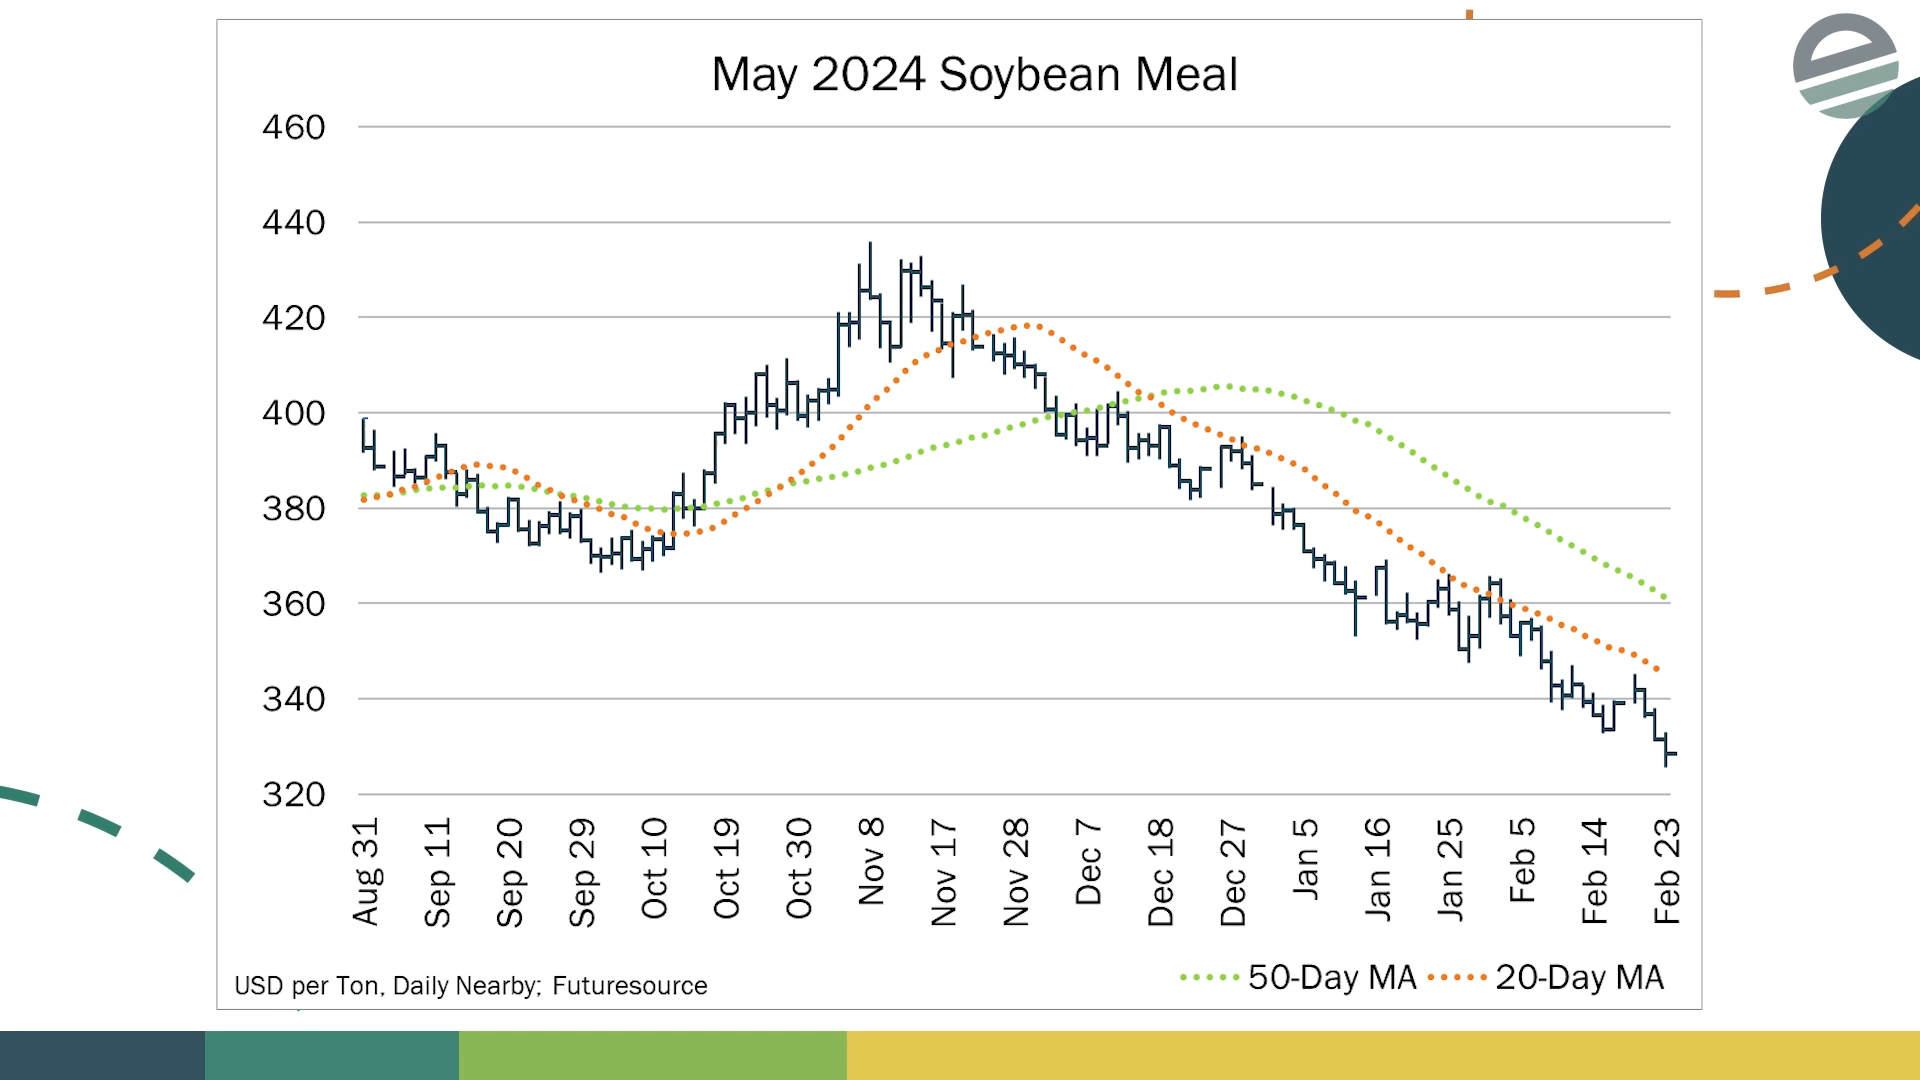 May 2024 Soybean Meal
460
440
420
400
380
360
340
320
Aug 31
Sep 11
Sep 20
Sep 29
Oct 10
Oct 19
Oct 30
Nov 8
Nov 17
Nov 28
Dec 7
Dec 18
Dec 27
Jan 5
Jan 16
Jan 25
Feb 5
Feb 14
Feb 23
50-Day MA 20-Day MA
USD per Ton, Daily Nearby; Futuresource